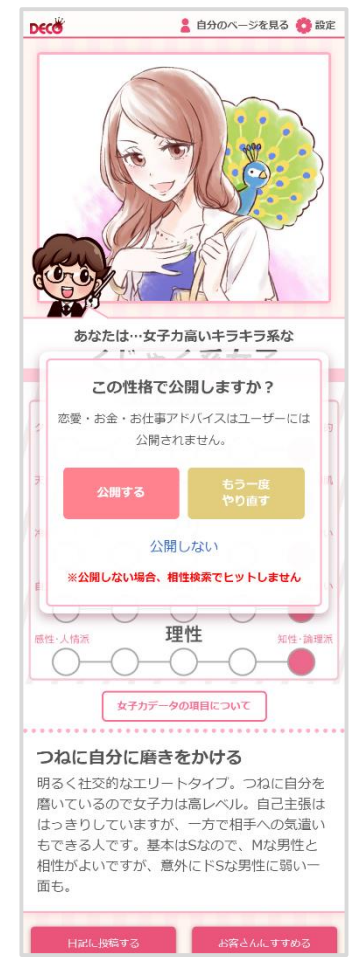 DECO
自分のページを見る 設定
あなたは…女子力高いキラキラ系な
この性格で公開しますか？
恋愛・お金・お仕事アドバイスはユーザーには
公開されません。
公開する
もう一度
やり直す
公開しない
※公開しない場合、相性検索でヒットしません
感性・人情派
理性
知性・論理派
女子力データの項目について
つねに自分に磨きをかける
明るく社交的なエリートタイプ。つねに自分を
磨いているので女子力は高レベル。自己主張は
はっきりしていますが、一方で相手への気遣い
もできる人です。基本はSなので、Mな男性と
相性がよいですが、意外にドSな男性に弱い一
面も。
日記に投稿する
お客さんにすすめる